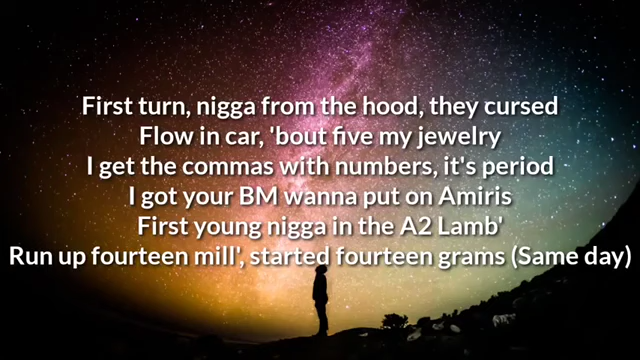 First turn, nigga from the hood, they cursed
Flow in car, 'bout five my jewelry
I get the commas with numbers, it's period
I got your BM wanna put on Amiris
First young nigga in the A2 Lamb'
Run up fourteen mill', started fourteen grams (Same day)